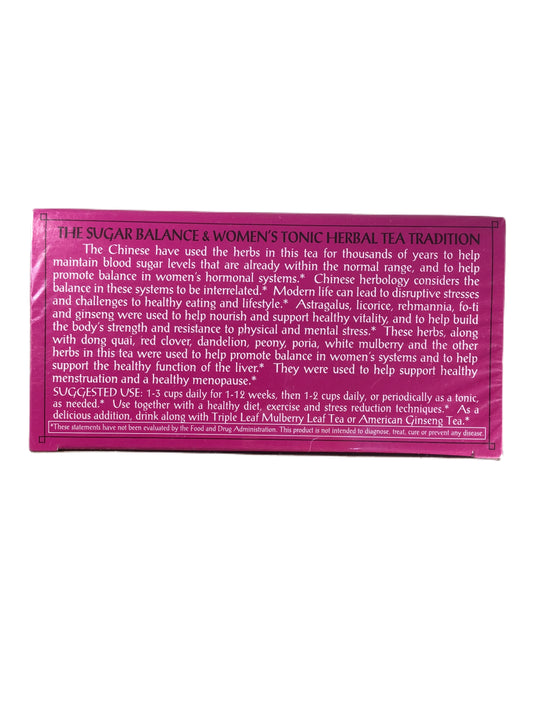 THE SUGAR BALANCE & WOMEN'S TONIC HERBAL TEA TRADITION
The Chinese have used the herbs in this tea for thousands of years to help
maintain blood sugar levels that are already within the normal range, and to help
promote balance in women's hormonal systems.* Chinese herbology considers the
balance in these systems to be interrelated.* Modern life can lead to disruptive stresses
and challenges to healthy eating and lifestyle.* Astragalus, licorice, rehmannia, fo-ti
and ginseng were used to help nourish and support healthy vitality, and to help build
the body's strength and resistance to physical and mental stress.* These herbs, along
with dong quai, red clover, dandelion, peony, poria, white mulberry and the other
herbs in this tea were used to help promote balance in women's systems and to help
support the healthy function of the liver.* They were used to help support healthy
menstruation and a healthy menopause.*
SUGGESTED USE: 1-3 cups daily for 1-12 weeks, then 1-2 cups daily, or periodically as a tonic,
as needed.* Use together with a healthy diet, exercise and stress reduction techniques.* As a
delicious addition, drink along with Triple Leaf Mulberry Leaf Tea or American Ginseng Tea.*
*These statements have not been evaluated by the Food and Drug Administration. This product is not intended to diagnose, treat, cure or prevent any disease.